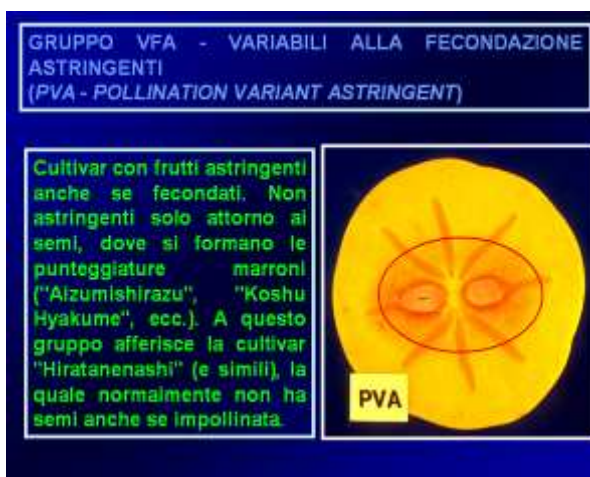 GRUPPO VFA - VARIABILI ALLA FECONDAZIONE
ASTRINGENTI
(PVA - POLLINATION VARIANT ASTRINGENT)
Cultivar con frutti astringenti
anche se fecondati. Non
astringenti solo attorno ai
semi, dove si formano le
punteggiature marroni
("Aizumishirazu", "Koshu
Hyakume", ecc.). A questo
gruppo afferisce la cultivar
"Hiratanenashi" (e simili), la
quale normalmente non ha
semi anche se impollinata.
PVA